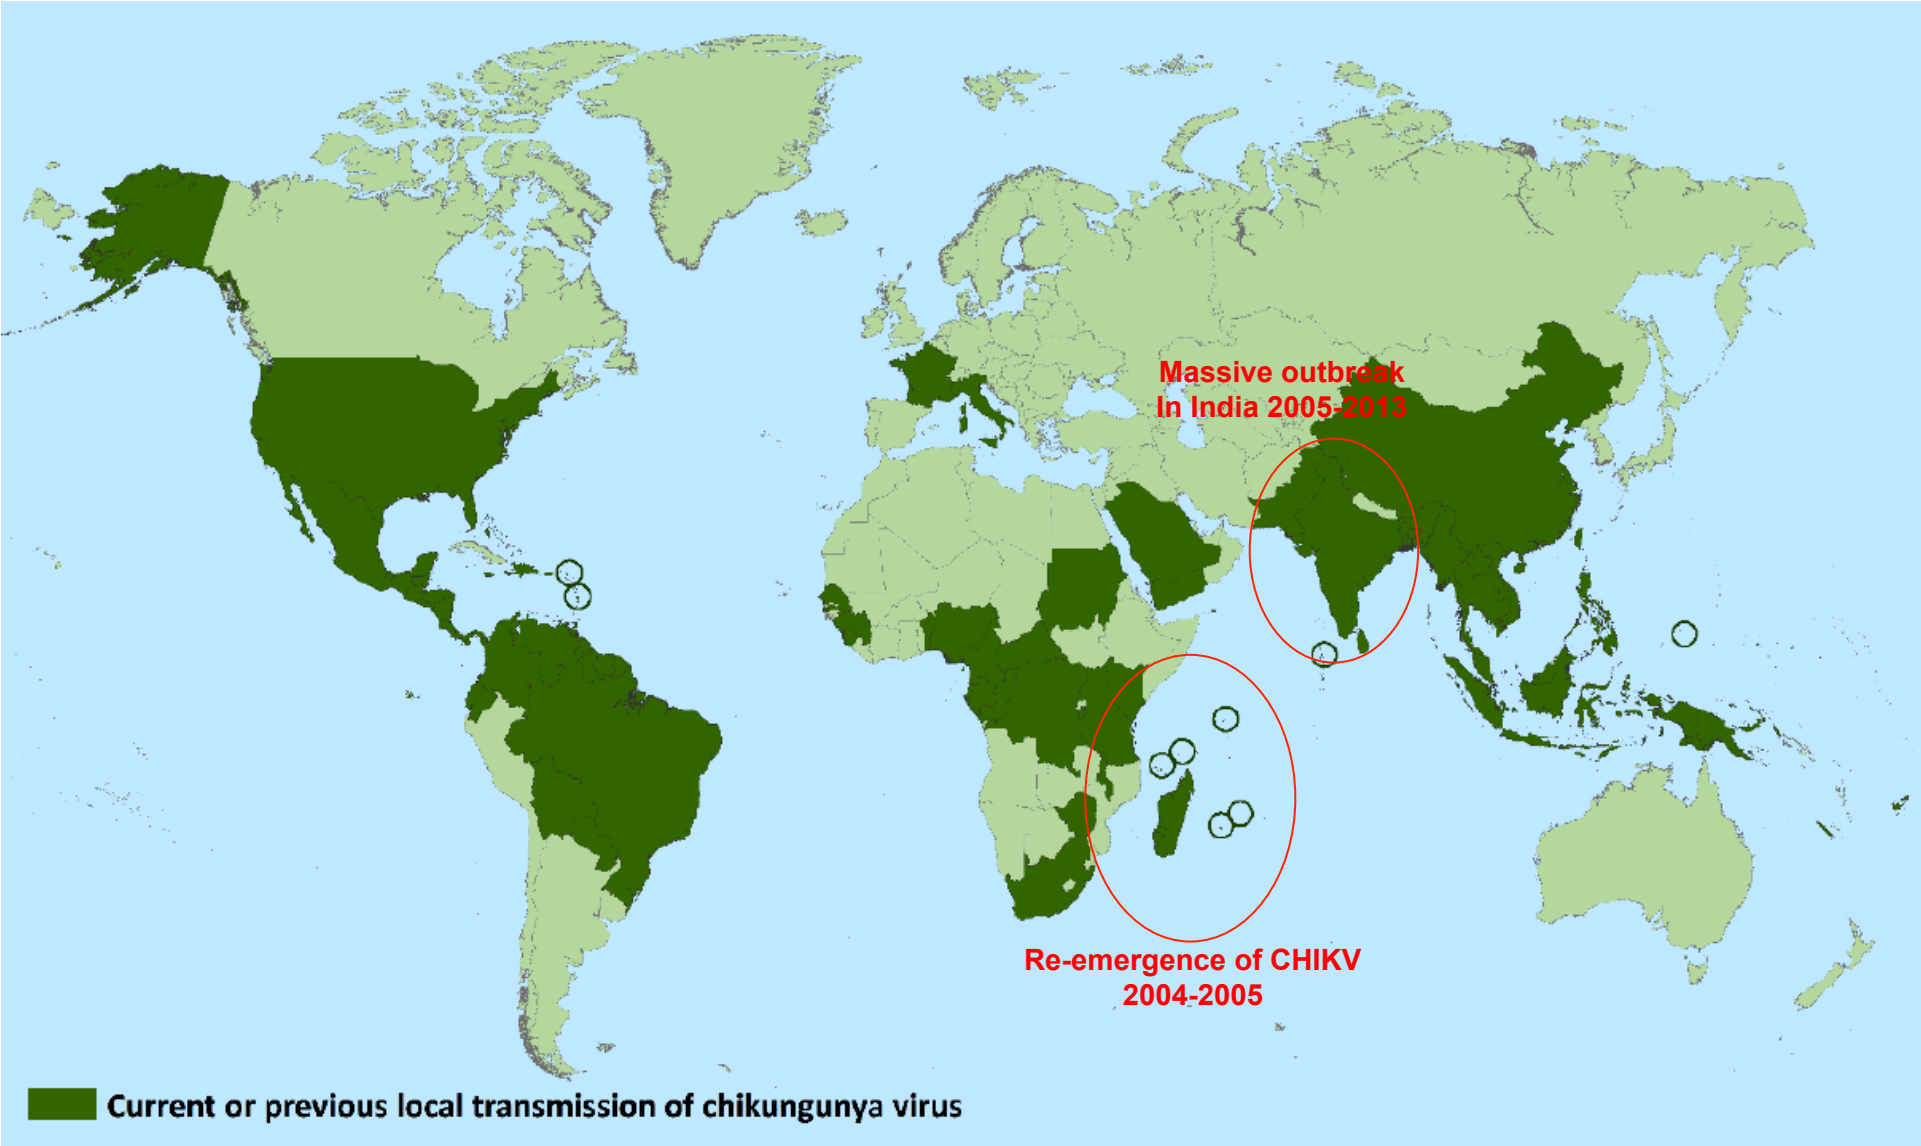 Massive outbreak
In India 2005-2013
Re-emergence of CHIKV
2004-2005
Current or previous local transmission of chikungunya virus